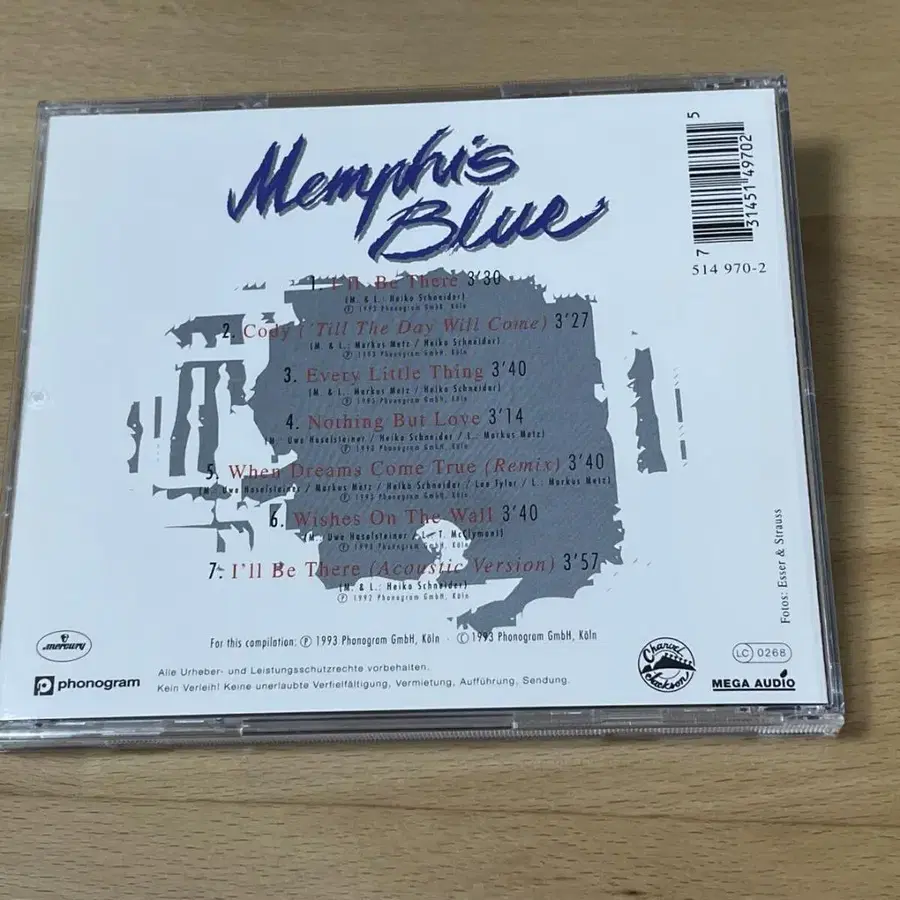 Memphis
Blue
5
31451 49702
7
514 970-2
1. I'll Be There 3'30
(M. & L.: Heiko Schneider)
℗ 1993 Phonogram GmbH, Köln
2. Cody ('Till The Day Will Come) 3'27
(M. & L.: Markus Metz / Heiko Schneider)
℗ 1993 Phonogram GmbH, Köln
3. Every Little Thing 3'40
(M. & L.: Markus Metz / Heiko Schneider)
℗ 1993 Phonogram GmbH, Köln
4. Nothing But Love 3'14
(M.: Uwe Haselsteiner / Heiko Schneider / L.: Markus Metz)
Phonogram GmbH, Köln
5. When Dreams Come True (Remix) 3'40
(M.: Uwe Haselsteiner / Markus Metz / Heiko Schneider / Leo Tyler / L.: Markus Metz)
Phonogram GmbH, Köln
6. Wishes On The Wall 3'40
(M.: Uwe Haselsteiner / L.: T. McClymont)
℗ 1993 Phonogram GmbH, Köln
7. I'll Be There (Acoustic Version) 3'57
(M. & L.: Heiko Schneider)
℗ 1992 Phonogram GmbH, Köln
Fotos: Esser & Strauss
For this compilation: ℗ 1993 Phonogram GmbH, Köln · © 1993 Phonogram GmbH, Köln
mercury
phonogram
Alle Urheber- und Leistungsschutzrechte vorbehalten.
Kein Verleih! Keine unerlaubte Verfielfältigung, Vermietung, Aufführung, Sendung.
Charvel
Jackson
LC 0268
MEGA AUDIO